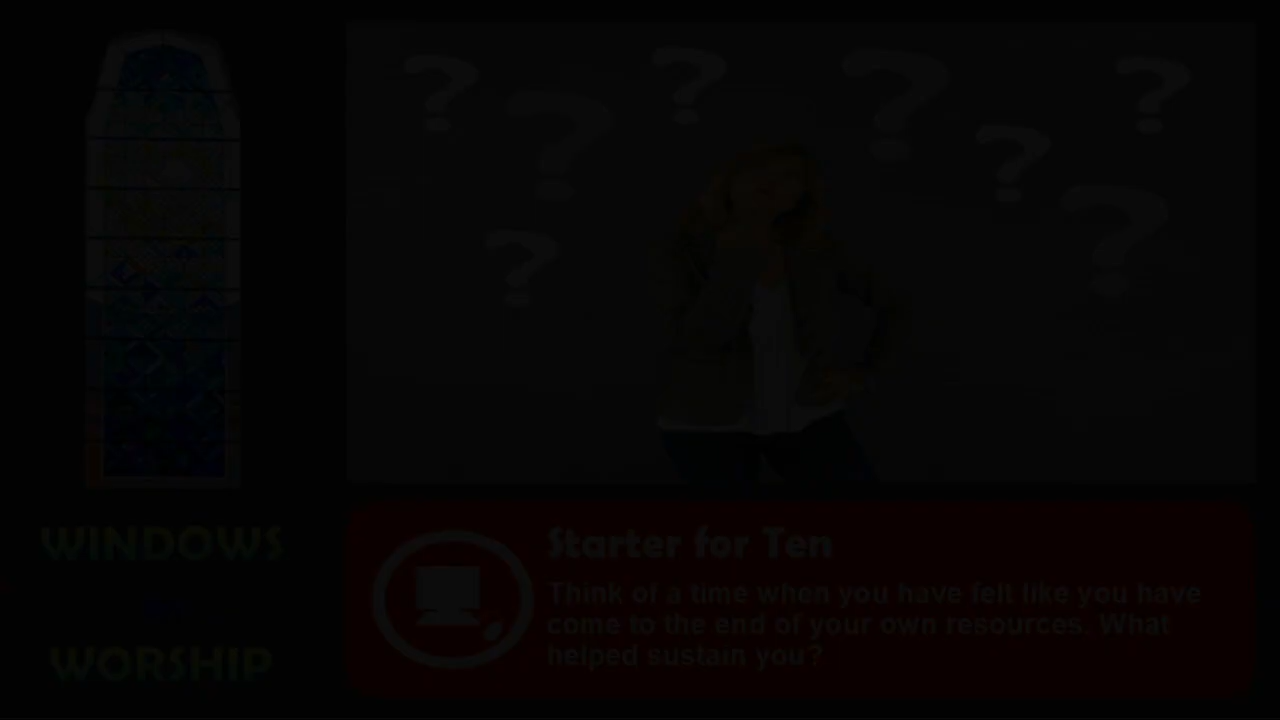 WINDOWS
WORSHIP
? ? ? ? ? ? ? ?
Starter for Ten
Think of a time when you have felt like you have
come to the end of your own resources. What
helped sustain you?